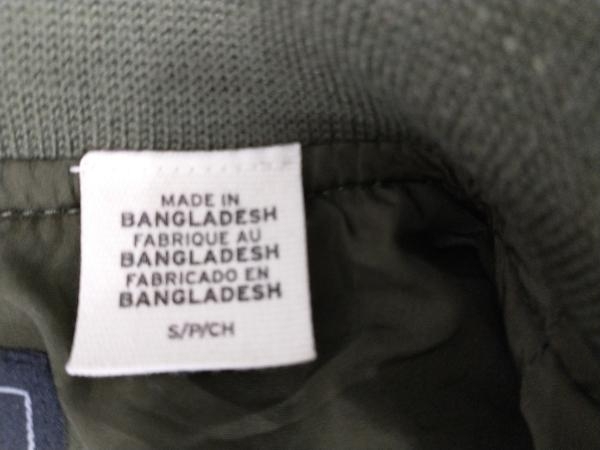 MADE IN
BANGLADESH
FABRIQUE AU
BANGLADESH
FABRICADO EN
BANGLADESH
S/P/CH